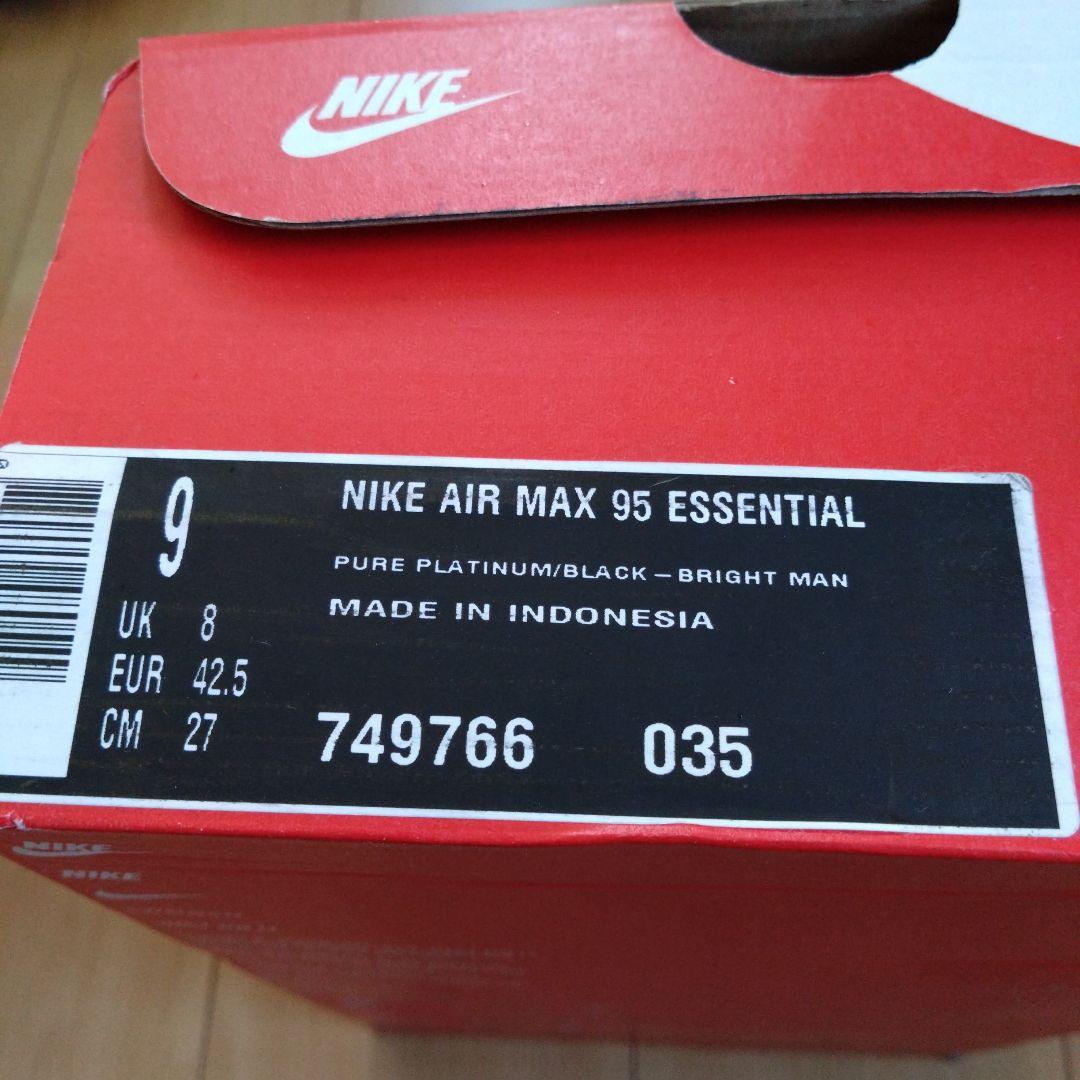 NIKE
9
NIKE AIR MAX 95 ESSENTIAL
PURE PLATINUM/BLACK – BRIGHT MAN
MADE IN INDONESIA
UK 8
EUR 42.5
CM 27
749766 035
NIKE
NIKE